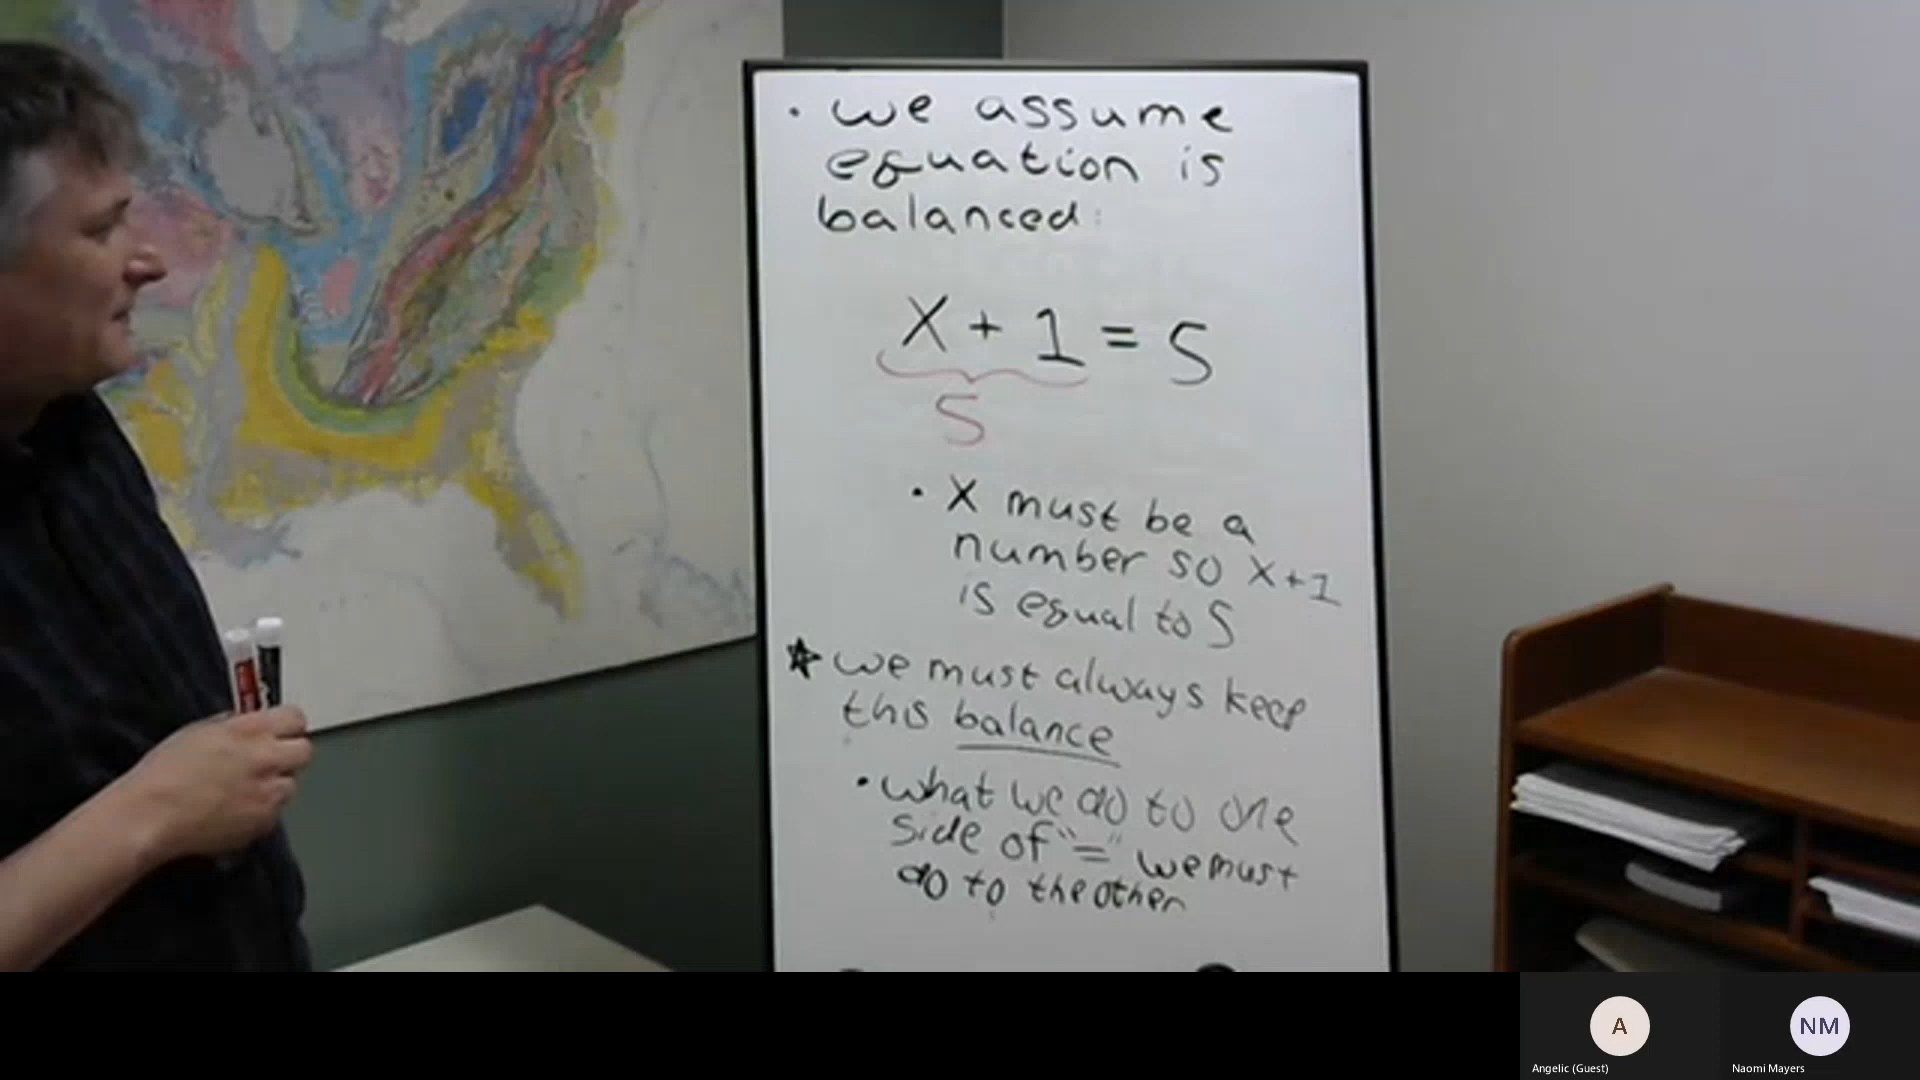 • we assume
equation is
balanced:
x + 1 = 5
5
• x must be a
number so x+1
is equal to 5
★ we must always keep
this balance
• what we do to one
side of "=" we must
do to the other
A
NM
Angelic (Guest)
Naomi Mayers